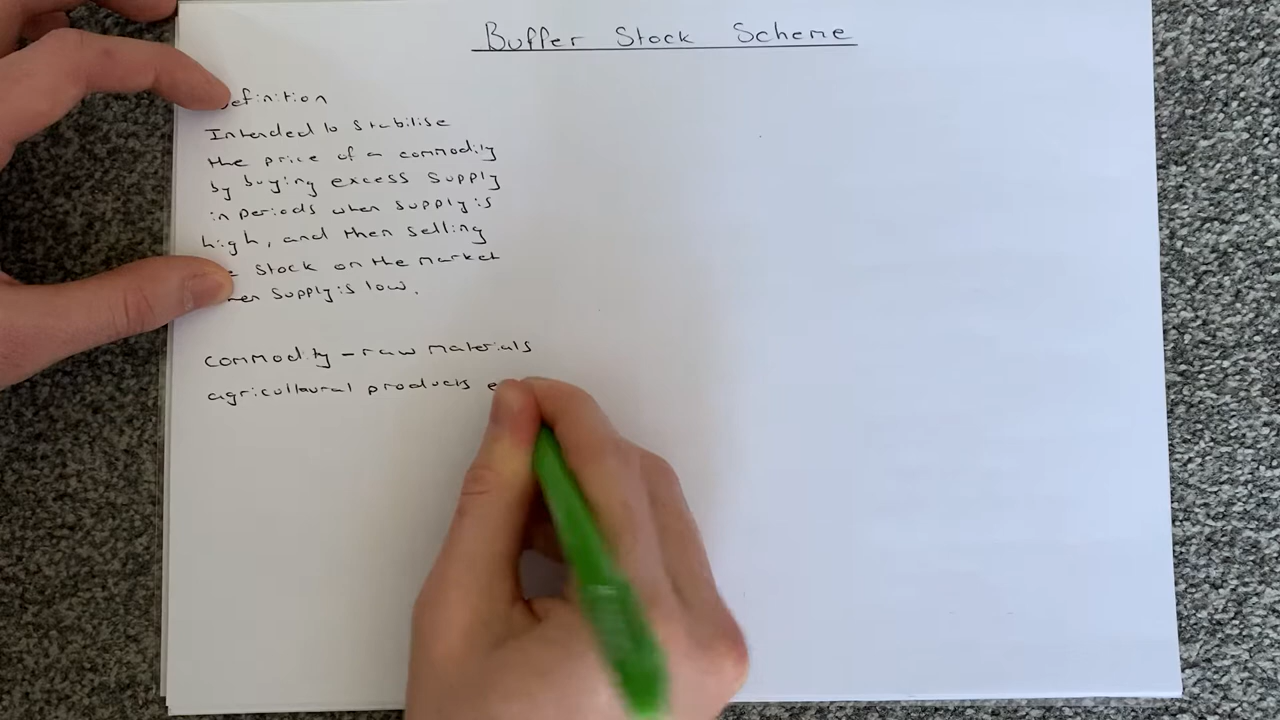 Buffer Stock Scheme
efinition
Intended to stabilise
the price of a commodity
by buying excess supply
in periods when supply is
high, and then selling
stock on the market
supply is low.
commodity - raw materials
agricultaural products